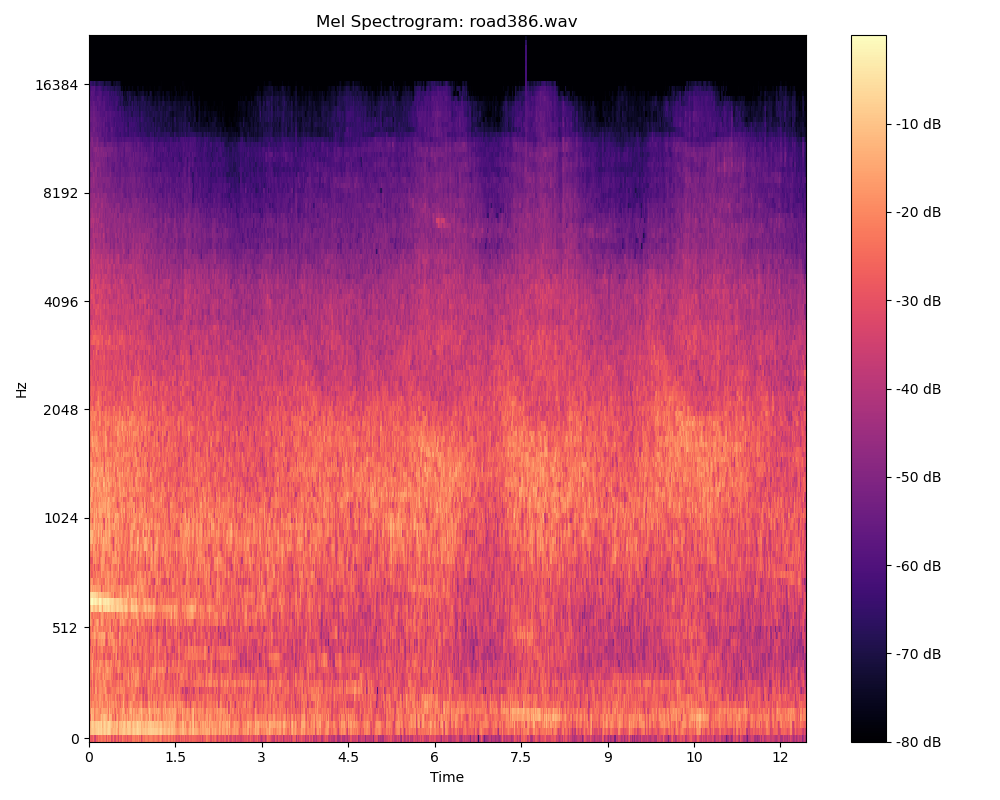 Mel Spectrogram: road386.wav
Hz
16384
8192
4096
2048
1024
512
0
0 1.5 3 4.5 6 7.5 9 10 12
Time
-10 dB
-20 dB
-30 dB
-40 dB
-50 dB
-60 dB
-70 dB
-80 dB